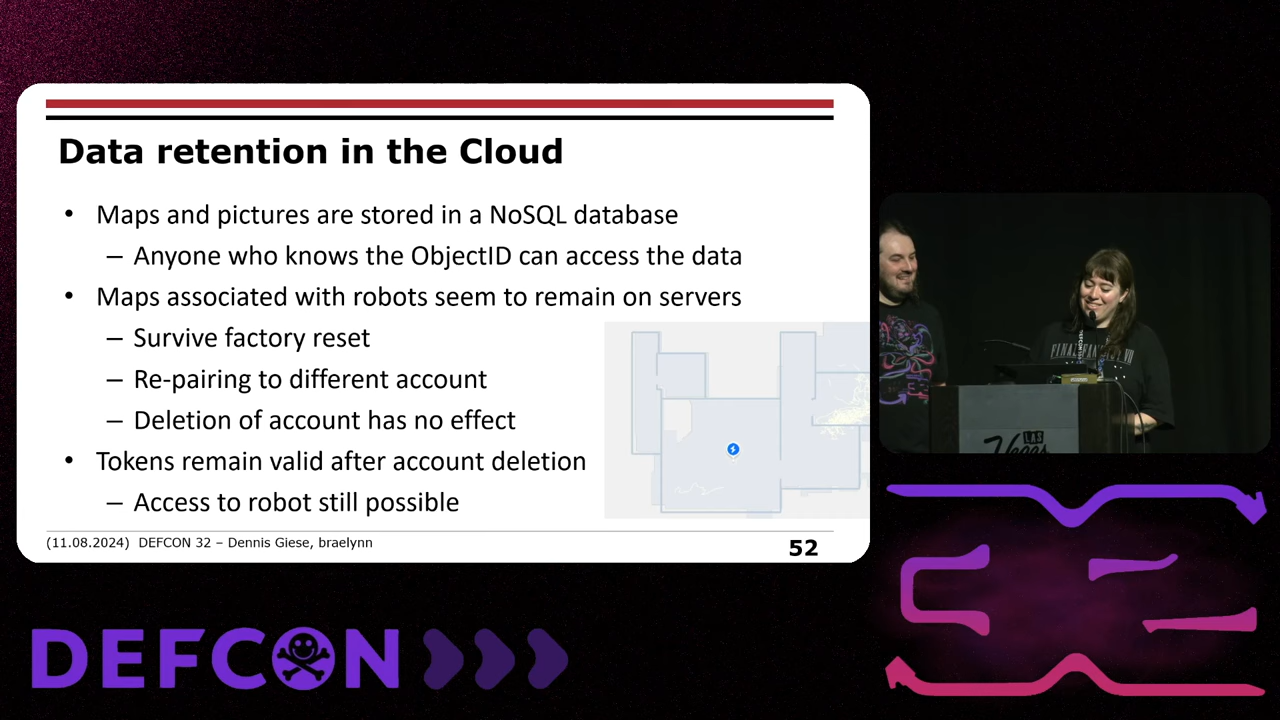 Data retention in the Cloud
• Maps and pictures are stored in a NoSQL database
– Anyone who knows the ObjectID can access the data
• Maps associated with robots seem to remain on servers
– Survive factory reset
– Re-pairing to different account
– Deletion of account has no effect
• Tokens remain valid after account deletion
– Access to robot still possible
(11.08.2024) DEFCON 32 – Dennis Giese, braelynn
52
LAS
Vegas
DEFCON